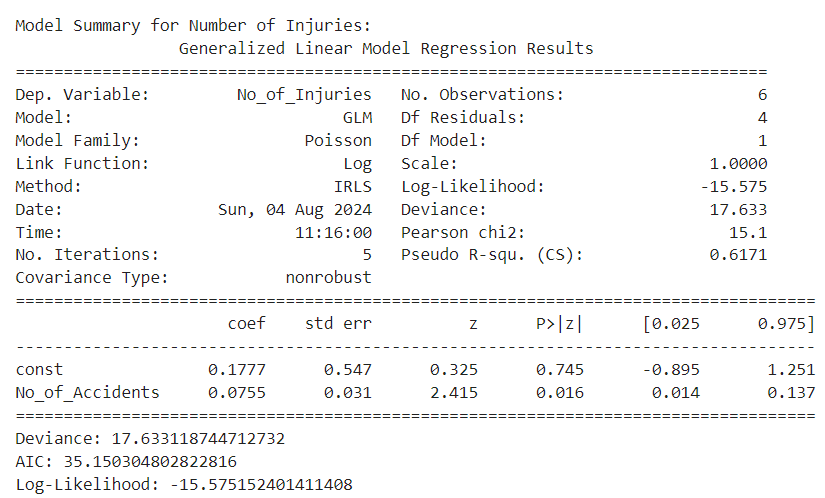 Model Summary for Number of Injuries:
Generalized Linear Model Regression Results
==============================================================================
Dep. Variable: No_of_Injuries No. Observations: 6
Model: GLM Df Residuals: 4
Model Family: Poisson Df Model: 1
Link Function: Log Scale: 1.0000
Method: IRLS Log-Likelihood: -15.575
Date: Sun, 04 Aug 2024 Deviance: 17.633
Time: 11:16:00 Pearson chi2: 15.1
No. Iterations: 5 Pseudo R-squ. (CS): 0.6171
Covariance Type: nonrobust
===================================================================================
coef std err z P>|z| [0.025 0.975]
-----------------------------------------------------------------------------------
const 0.1777 0.547 0.325 0.745 -0.895 1.251
No_of_Accidents 0.0755 0.031 2.415 0.016 0.014 0.137
===================================================================================
Deviance: 17.633118744712732
AIC: 35.150304802822816
Log-Likelihood: -15.575152401411408